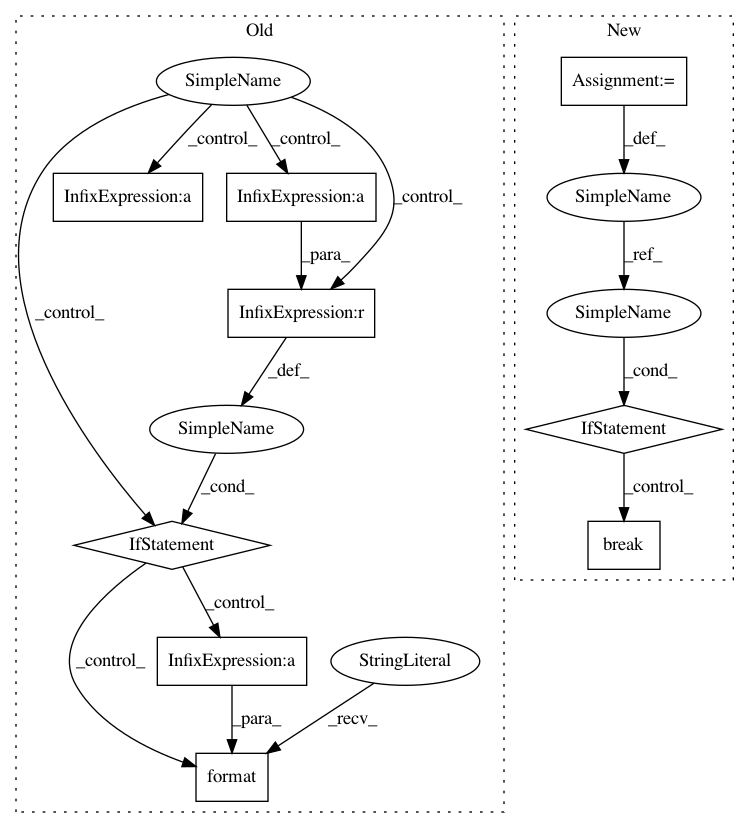 Old
New
SimpleName
Assignment:=
_control_
_control_
_def_
InfixExpression:a
InfixExpression:a
_control_
SimpleName
_para_
_ref_
_control_
InfixExpression:r
SimpleName
_def_
_cond_
SimpleName
IfStatement
_cond_
_control_
IfStatement
break
_control_
_control_
InfixExpression:a
StringLiteral
_para_
_recv_
format